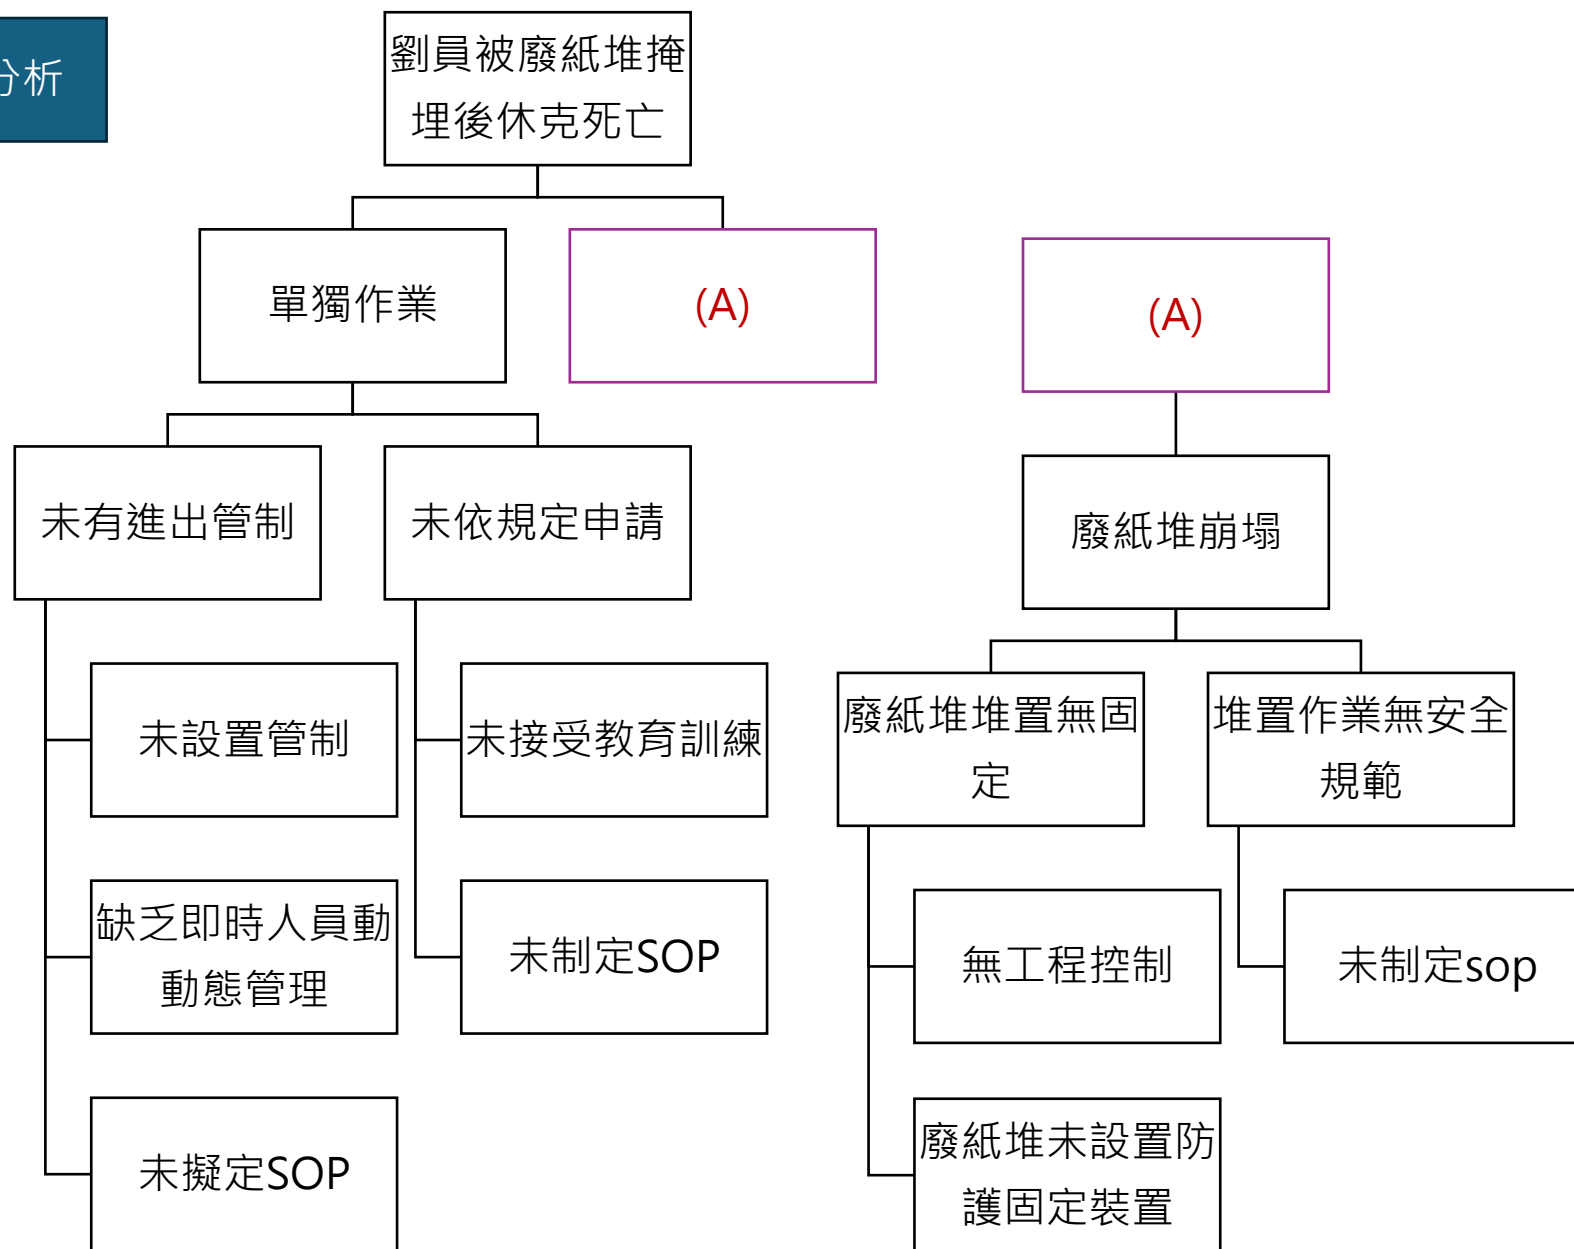 分析
劉員被廢紙堆掩
埋後休克死亡
單獨作業
(A)
(A)
未有進出管制
未依規定申請
廢紙堆崩塌
未設置管制
未接受教育訓練
廢紙堆堆置無固
定
堆置作業無安全
規範
缺乏即時人員動
動態管理
未制定SOP
無工程控制
未制定sop
未擬定SOP
廢紙堆未設置防
護固定裝置